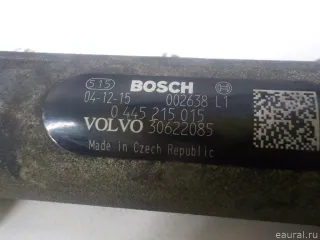 515 BOSCH
04-12-15 002638 L1
0 445 215 015
VOLVO 30622085
Made in Czech Republic
eaural.ru